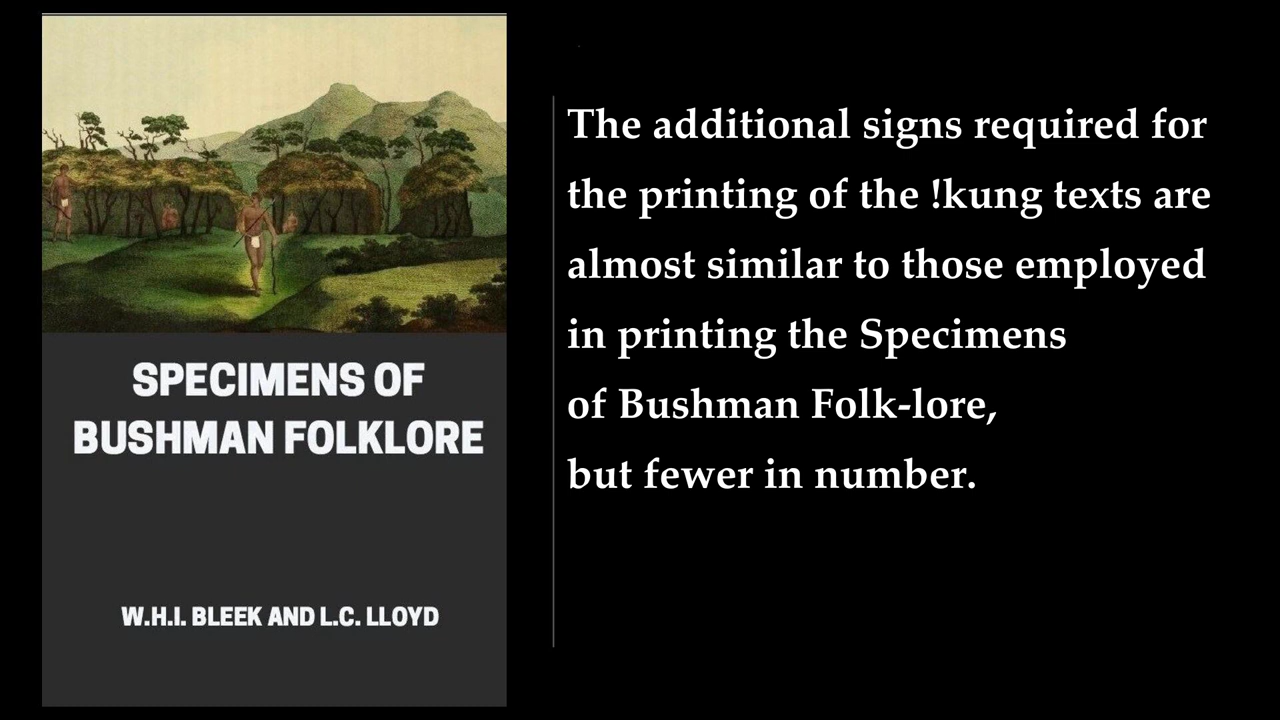 SPECIMENS OF
BUSHMAN FOLKLORE
W.H.I. BLEEK AND L.C. LLOYD
The additional signs required for
the printing of the !kung texts are
almost similar to those employed
in printing the Specimens
of Bushman Folk-lore,
but fewer in number.